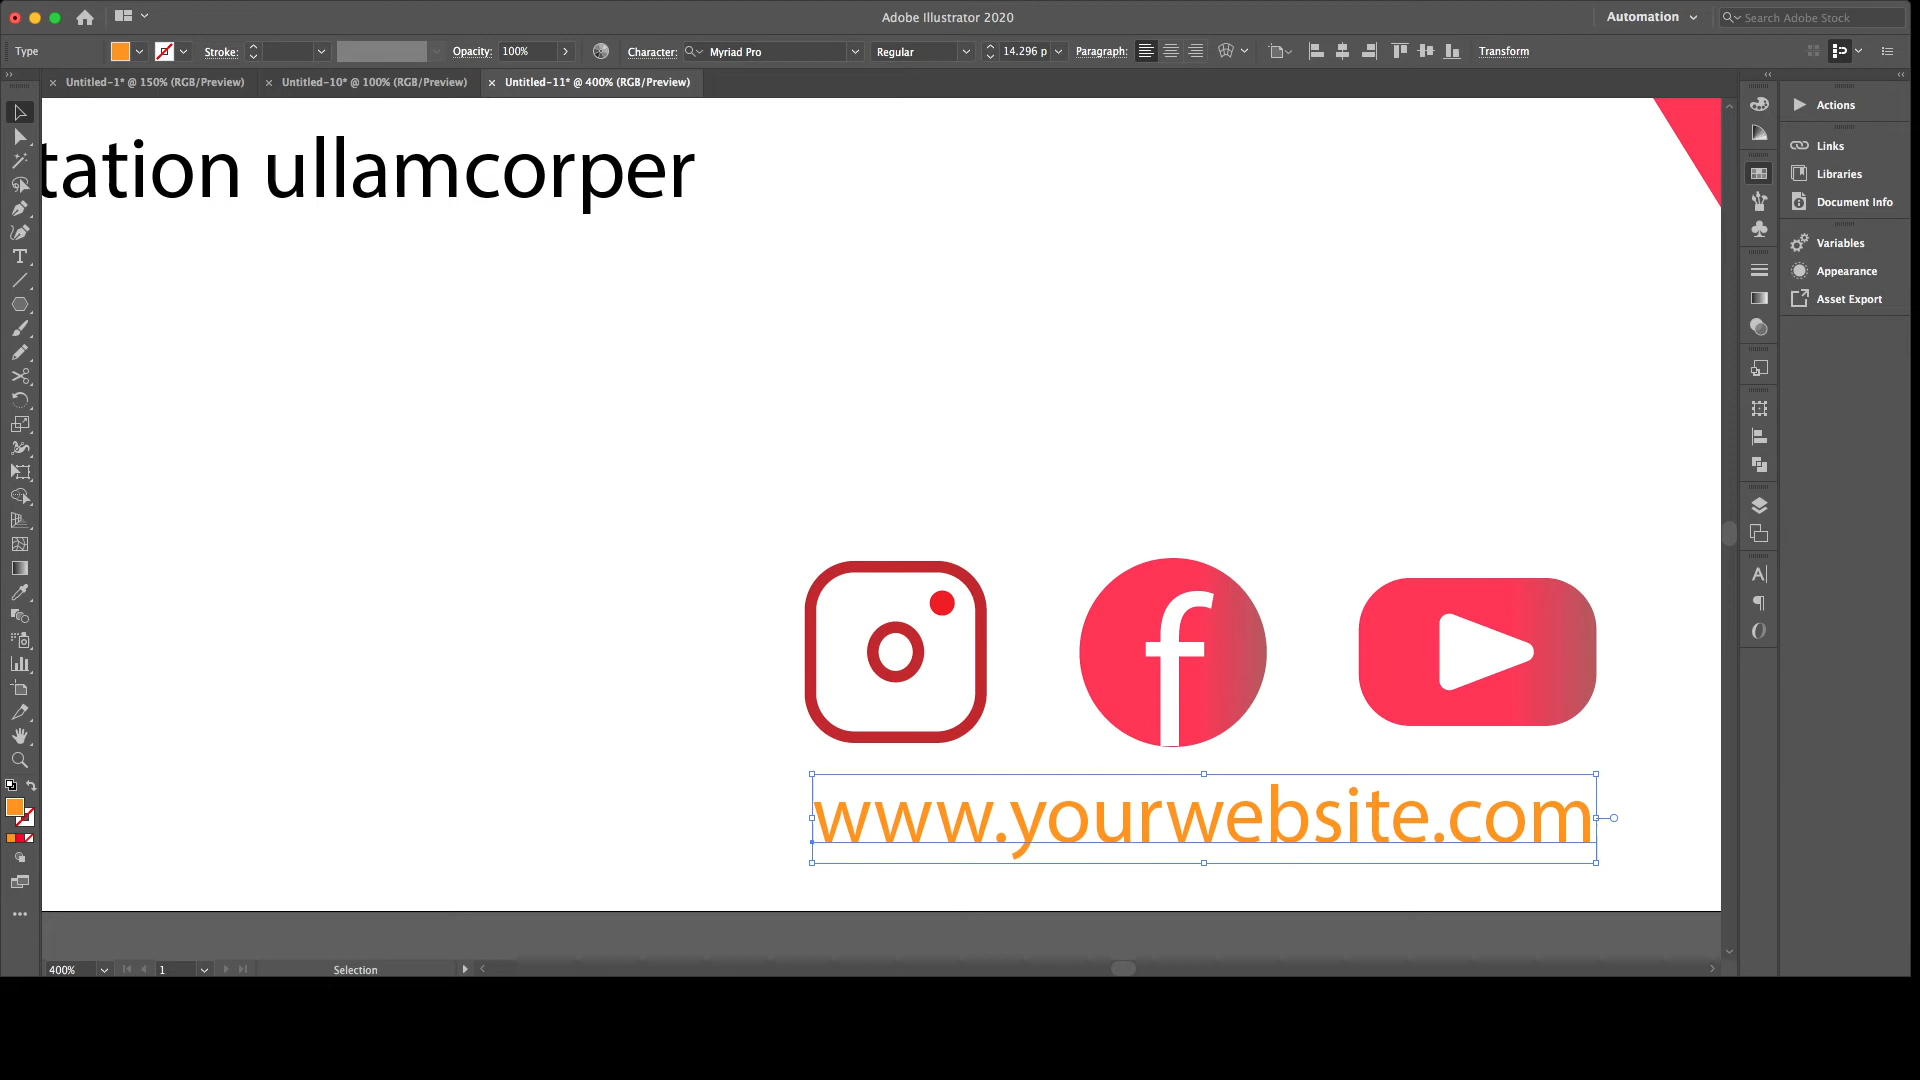 Adobe Illustrator 2020
Automation
Search Adobe Stock
Type
Stroke:
Opacity: 100%
Character: Myriad Pro
Regular
14.296 p
Paragraph:
Transform
× Untitled-1* @ 150% (RGB/Preview)
× Untitled-10* @ 100% (RGB/Preview)
× Untitled-11* @ 400% (RGB/Preview)
Actions
Links
Libraries
Document Info
Variables
Appearance
Asset Export
tation ullamcorper
f
www.yourwebsite.com
400%
1
Selection